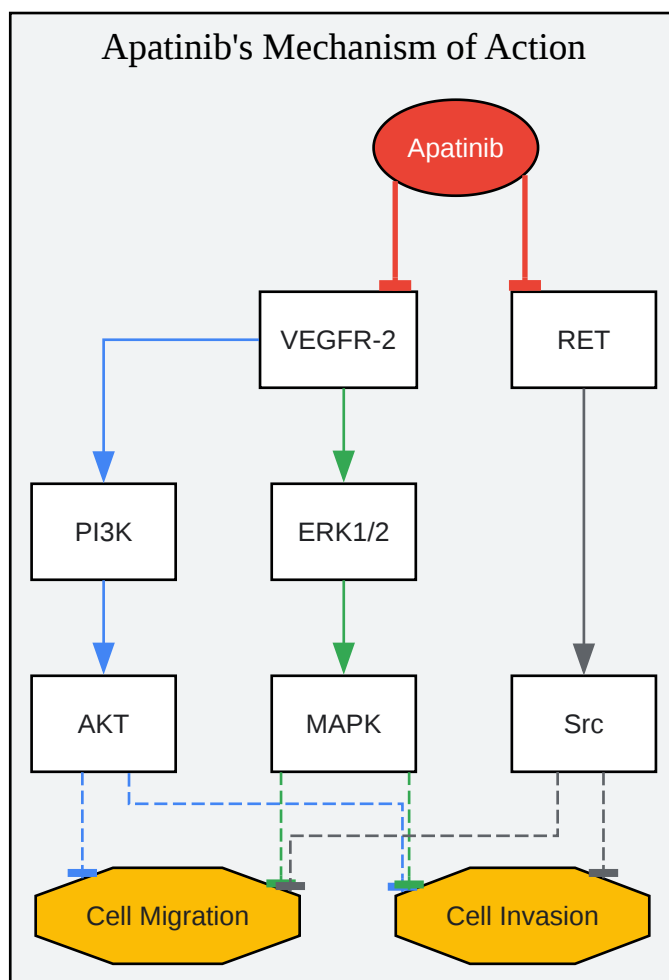 Apatinib's Mechanism of Action
Apatinib
VEGFR-2
RET
PI3K
ERK1/2
AKT
MAPK
Src
Cell Migration
Cell Invasion